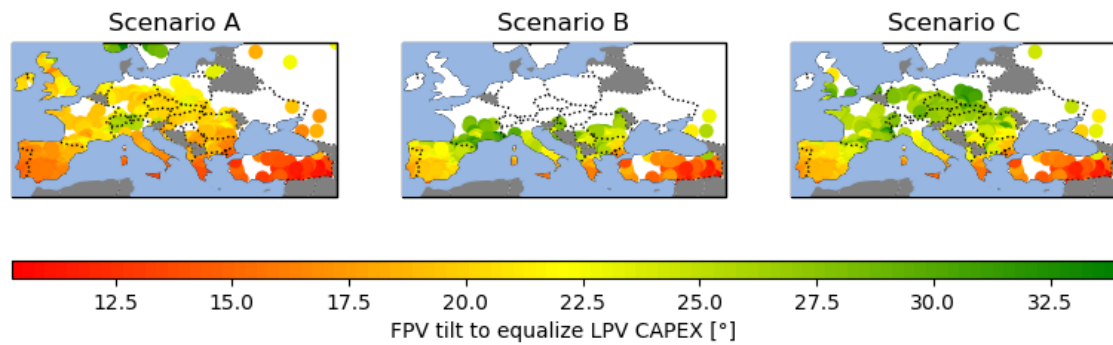 Scenario A Scenario B Scenario C
12.5 15.0 17.5 20.0 22.5 25.0 27.5 30.0 32.5
FPV tilt to equalize LPV CAPEX [°]